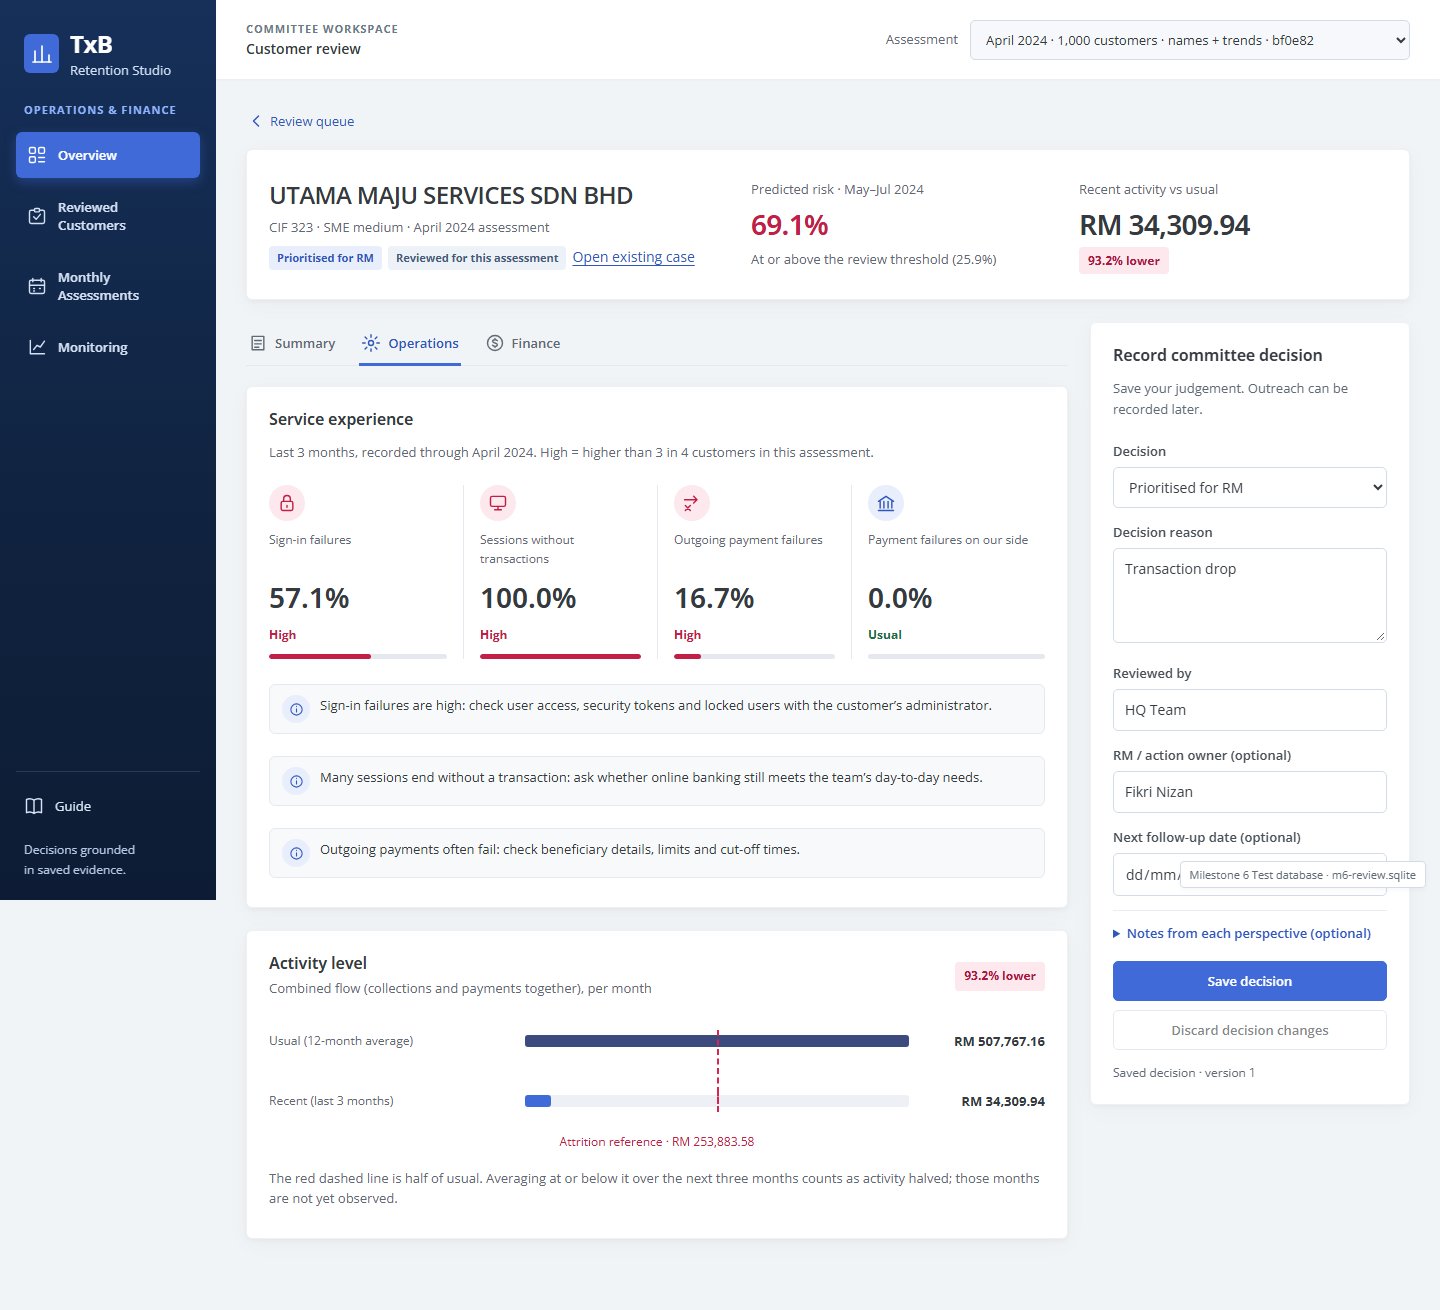 TxB
Retention Studio
OPERATIONS & FINANCE
Overview
Reviewed
Customers
Monthly
Assessments
Monitoring
Guide
Decisions grounded
in saved evidence.
COMMITTEE WORKSPACE
Customer review
Assessment
April 2024 · 1,000 customers · names + trends · bf0e82
Review queue
UTAMA MAJU SERVICES SDN BHD
CIF 323 · SME medium · April 2024 assessment
Prioritised for RM
Reviewed for this assessment
Open existing case
Predicted risk · May–Jul 2024
69.1%
At or above the review threshold (25.9%)
Recent activity vs usual
RM 34,309.94
93.2% lower
Summary
Operations
Finance
Service experience
Last 3 months, recorded through April 2024. High = higher than 3 in 4 customers in this assessment.
Sign-in failures
57.1%
High
Sessions without
transactions
100.0%
High
Outgoing payment failures
16.7%
High
Payment failures on our side
0.0%
Usual
Sign-in failures are high: check user access, security tokens and locked users with the customer’s administrator.
Many sessions end without a transaction: ask whether online banking still meets the team’s day-to-day needs.
Outgoing payments often fail: check beneficiary details, limits and cut-off times.
Activity level
Combined flow (collections and payments together), per month
93.2% lower
Usual (12-month average)
RM 507,767.16
Recent (last 3 months)
RM 34,309.94
Attrition reference · RM 253,883.58
The red dashed line is half of usual. Averaging at or below it over the next three months counts as activity halved; those months
are not yet observed.
Record committee decision
Save your judgement. Outreach can be
recorded later.
Decision
Prioritised for RM
Decision reason
Transaction drop
Reviewed by
HQ Team
RM / action owner (optional)
Fikri Nizan
Next follow-up date (optional)
dd/mm/
Milestone 6 Test database · m6-review.sqlite
Notes from each perspective (optional)
Save decision
Discard decision changes
Saved decision · version 1